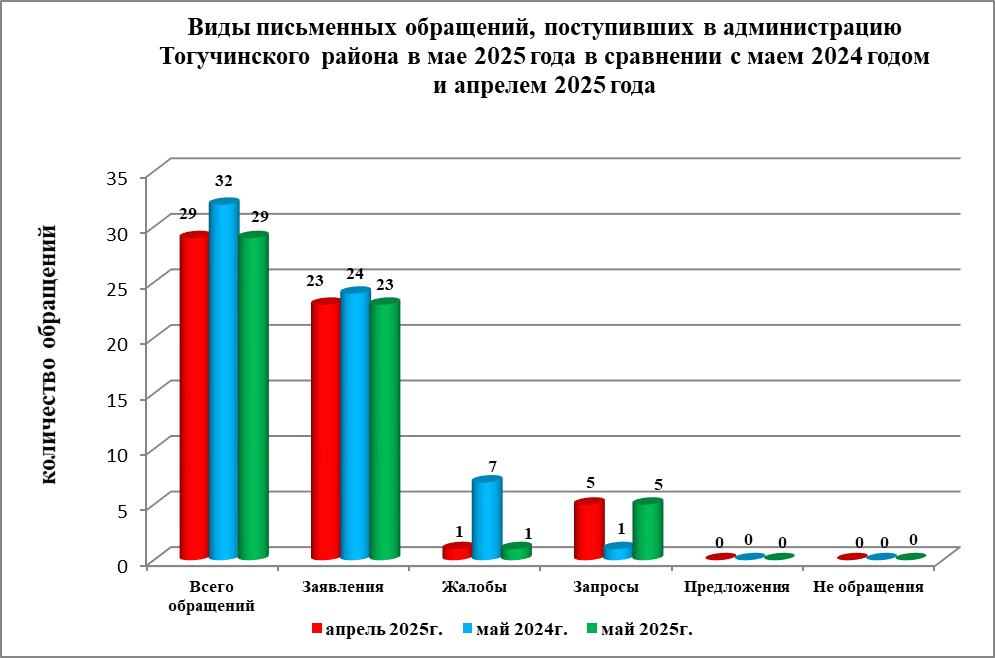 Виды письменных обращений, поступивших в администрацию
Тогучинского района в мае 2025 года в сравнении с маем 2024 годом
и апрелем 2025 года
количество обращений
35
30
25
20
15
10
5
0
29
32
29
23
24
23
1
7
1
5
1
5
0
0
0
0
0
0
Всего
обращений
Заявления
Жалобы
Запросы
Предложения
Не обращения
апрель 2025г.
май 2024г.
май 2025г.